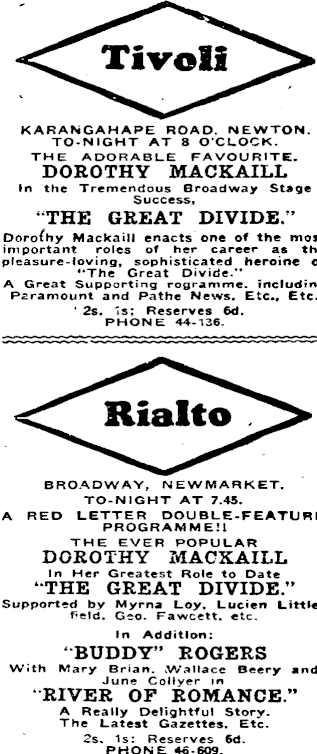 Tivoli
KARANGAHAPE ROAD. NEWTON.
TO-NIGHT AT 8 O'CLOCK.
THE ADORABLE FAVOURITE.
DOROTHY MACKAILL
In the Tremendous Broadway Stage
Success,
"THE GREAT DIVIDE."
Dorothy Mackaill enacts one of the mos
important roles of her career as th
pleasure-loving, sophisticated heroine o
"The Great Divide."
A Great Supporting rogramme. includin
Paramount and Pathe News. Etc., Etc.
2s. 1s: Reserves 6d.
PHONE 44-136.
Rialto
BROADWAY, NEWMARKET.
TO-NIGHT AT 7.45.
A RED LETTER DOUBLE-FEATURE
PROGRAMME!!
THE EVER POPULAR
DOROTHY MACKAILL
In Her Greatest Role to Date
"THE GREAT DIVIDE."
Supported by Myrna Loy, Lucien Little
field, Geo. Fawcett, etc.
In Addition:
"BUDDY" ROGERS
With Mary Brian. Wallace Beery and
June Collyer in
"RIVER OF ROMANCE."
A Really Delightful Story.
The Latest Gazettes, Etc.
2s. 1s: Reserves 6d.
PHONE 46-609.